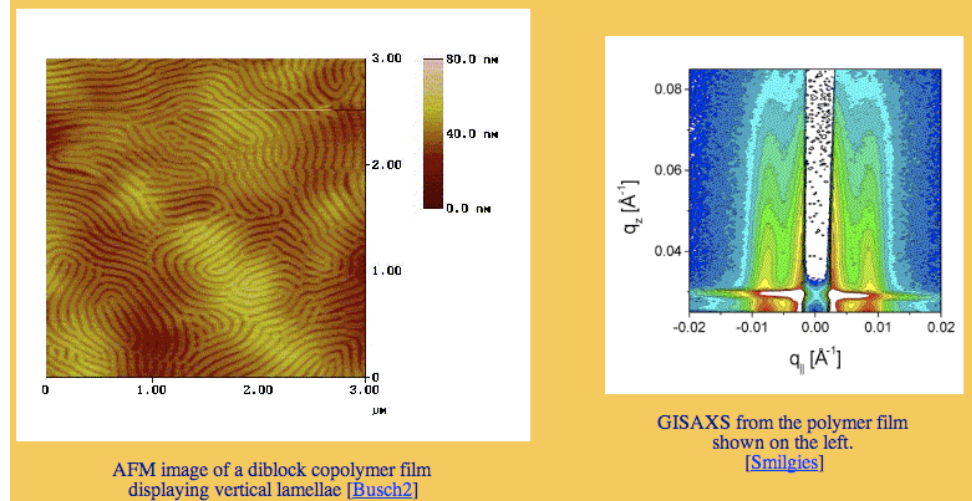 3.00
80.0 nM
40.0 nM
2.00
0.0 nM
1.00
0
0
1.00
2.00
3.00
µM
AFM image of a diblock copolymer film
displaying vertical lamellae [Busch2]
0.08
0.06
0.04
q_z [Å⁻¹]
-0.02 -0.01 0.00 0.01 0.02
q_|| [Å⁻¹]
GISAXS from the polymer film
shown on the left.
[Smilgies]